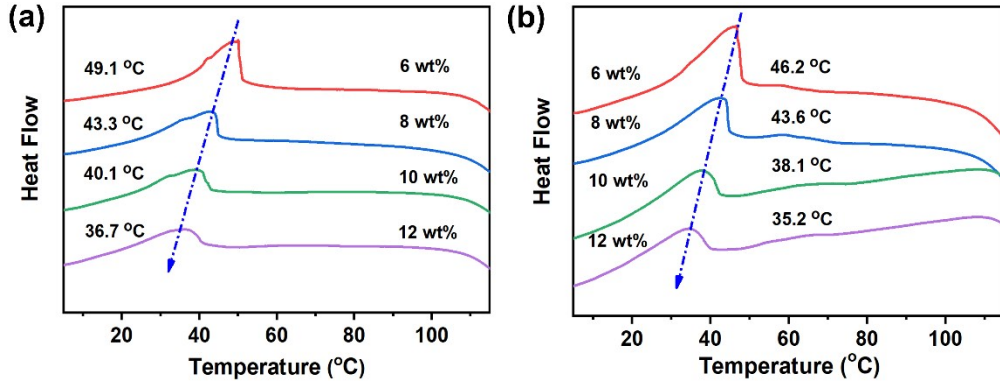 (a)
49.1 °C
6 wt%
43.3 °C
8 wt%
40.1 °C
10 wt%
36.7 °C
12 wt%
Heat Flow
20 40 60 80 100
Temperature (°C)
(b)
6 wt%
46.2 °C
8 wt%
43.6 °C
10 wt%
38.1 °C
12 wt%
35.2 °C
Heat Flow
20 40 60 80 100
Temperature (°C)